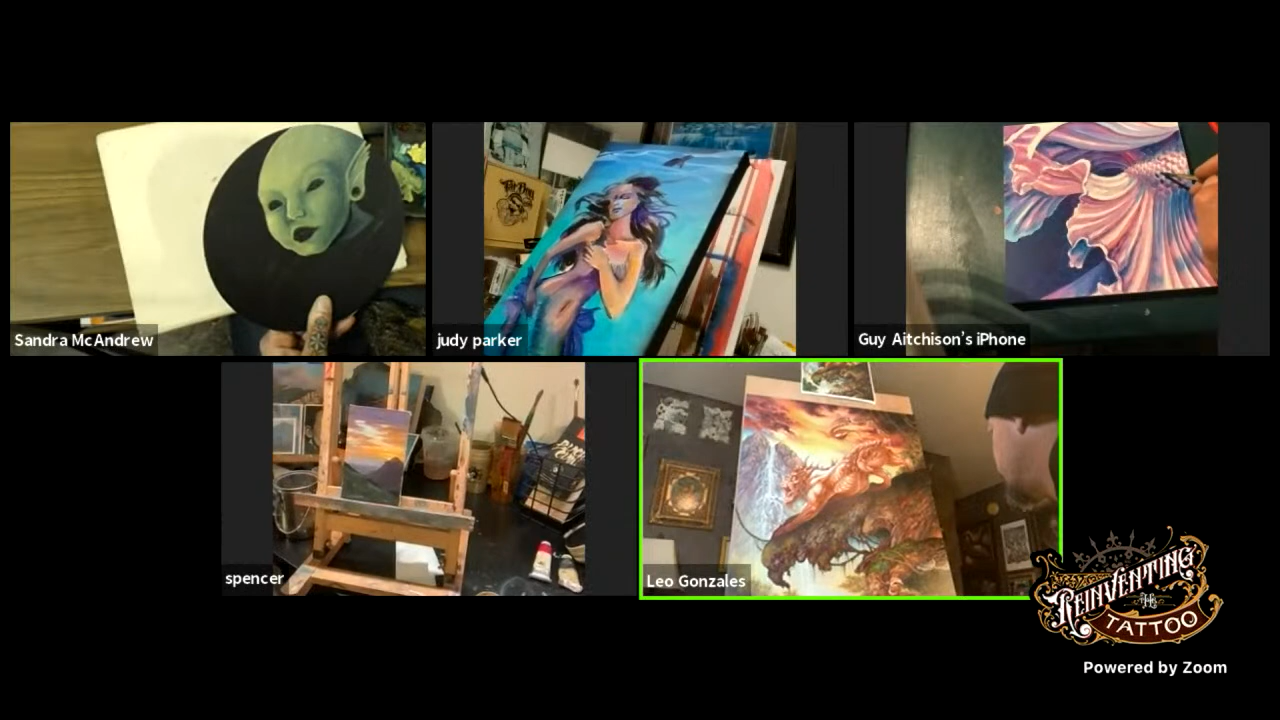 Sandra McAndrew
judy parker
Guy Aitchison's iPhone
spencer
Leo Gonzales
REINVENTING
THE
TATTOO
Powered by Zoom